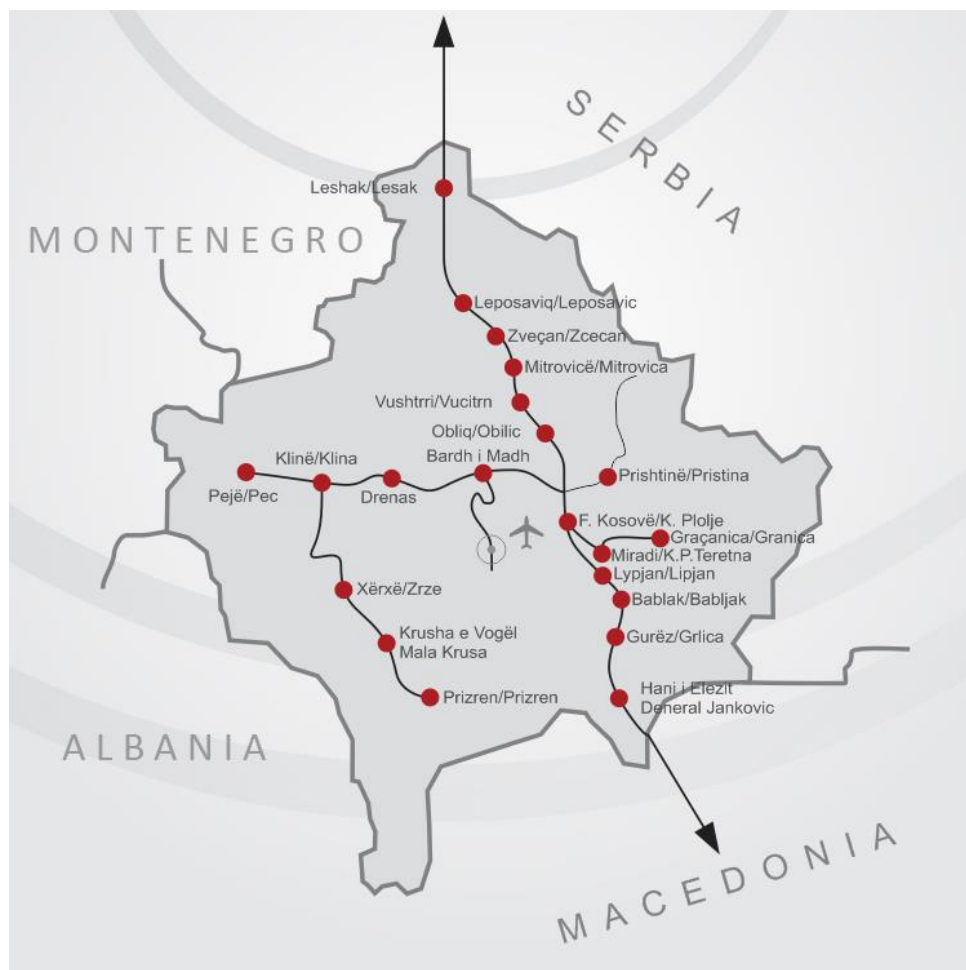 SERBIA
Leshak/Lesak
MONTENEGRO
Leposaviq/Leposavic
Zveçan/Zcecan
Mitrovicë/Mitrovica
Vushtrri/Vucitrn
Obliq/Obilic
Klinë/Klina
Bardh i Madh
Pejë/Pec
Drenas
Prishtinë/Pristina
F. Kosovë/K. Plolje
Graçanica/Granica
Miradi/K.P.Teretna
Lypjan/Lipjan
Xërxë/Zrze
Bablak/Babljak
Krusha e Vogël
Mala Krusa
Gurëz/Grlica
Prizren/Prizren
Hani i Elezit
Deneral Jankovic
ALBANIA
MACEDONIA